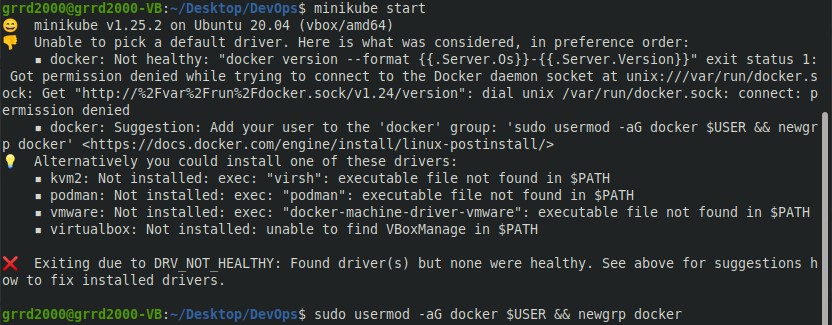 grrd2000@grrd2000-VB:~/Desktop/DevOps$ minikube start
😄  minikube v1.25.2 on Ubuntu 20.04 (vbox/amd64)
👎  Unable to pick a default driver. Here is what was considered, in preference order:
    ▪ docker: Not healthy: "docker version --format {{.Server.Os}}-{{.Server.Version}}" exit status 1:
 Got permission denied while trying to connect to the Docker daemon socket at unix:///var/run/docker.s
ock: Get "http://%2Fvar%2Frun%2Fdocker.sock/v1.24/version": dial unix /var/run/docker.sock: connect: p
ermission denied
    ▪ docker: Suggestion: Add your user to the 'docker' group: 'sudo usermod -aG docker $USER && newgr
p docker' <https://docs.docker.com/engine/install/linux-postinstall/>
💡  Alternatively you could install one of these drivers:
    ▪ kvm2: Not installed: exec: "virsh": executable file not found in $PATH
    ▪ podman: Not installed: exec: "podman": executable file not found in $PATH
    ▪ vmware: Not installed: exec: "docker-machine-driver-vmware": executable file not found in $PATH
    ▪ virtualbox: Not installed: unable to find VBoxManage in $PATH
❌  Exiting due to DRV_NOT_HEALTHY: Found driver(s) but none were healthy. See above for suggestions h
ow to fix installed drivers.
grrd2000@grrd2000-VB:~/Desktop/DevOps$ sudo usermod -aG docker $USER && newgrp docker